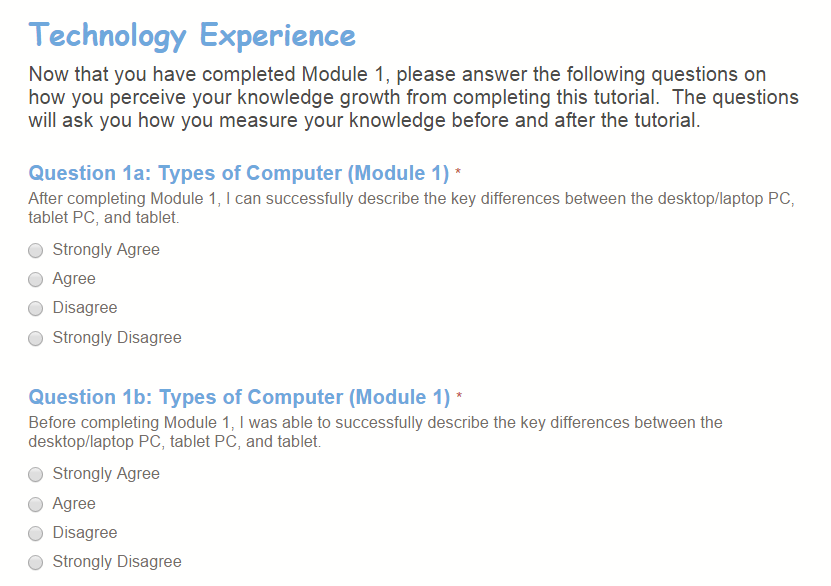 Technology Experience
Now that you have completed Module 1, please answer the following questions on
how you perceive your knowledge growth from completing this tutorial.  The questions
will ask you how you measure your knowledge before and after the tutorial.
Question 1a: Types of Computer (Module 1) *
After completing Module 1, I can successfully describe the key differences between the desktop/laptop PC,
tablet PC, and tablet.
Strongly Agree
Agree
Disagree
Strongly Disagree
Question 1b: Types of Computer (Module 1) *
Before completing Module 1, I was able to successfully describe the key differences between the
desktop/laptop PC, tablet PC, and tablet.
Strongly Agree
Agree
Disagree
Strongly Disagree